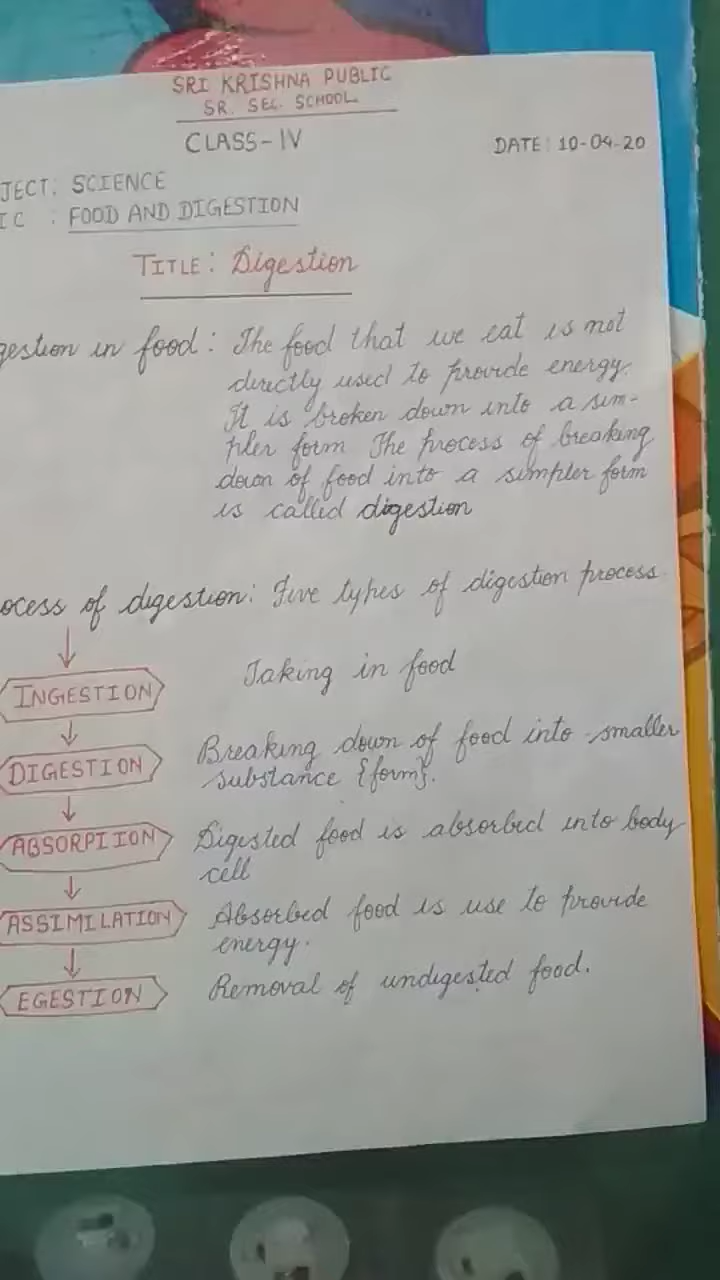 SRI KRISHNA PUBLIC
SR. SEC. SCHOOL
CLASS-IV
DATE: 10-04-20
JECT: SCIENCE
IC : FOOD AND DIGESTION
TITLE: Digestion
gestion in food: The food that we eat is not
directly used to provide energy.
It is broken down into a sim-
pler form The process of breaking
down of food into a simpler form
is called digestion
ocess of digestion: Five types of digestion process
INGESTION Taking in food
DIGESTION Breaking down of food into smaller
substance {form}.
ABSORPTION Digested food is absorbed into body
cell
ASSIMILATION Absorbed food is use to provide
energy.
EGESTION Removal of undigested food.